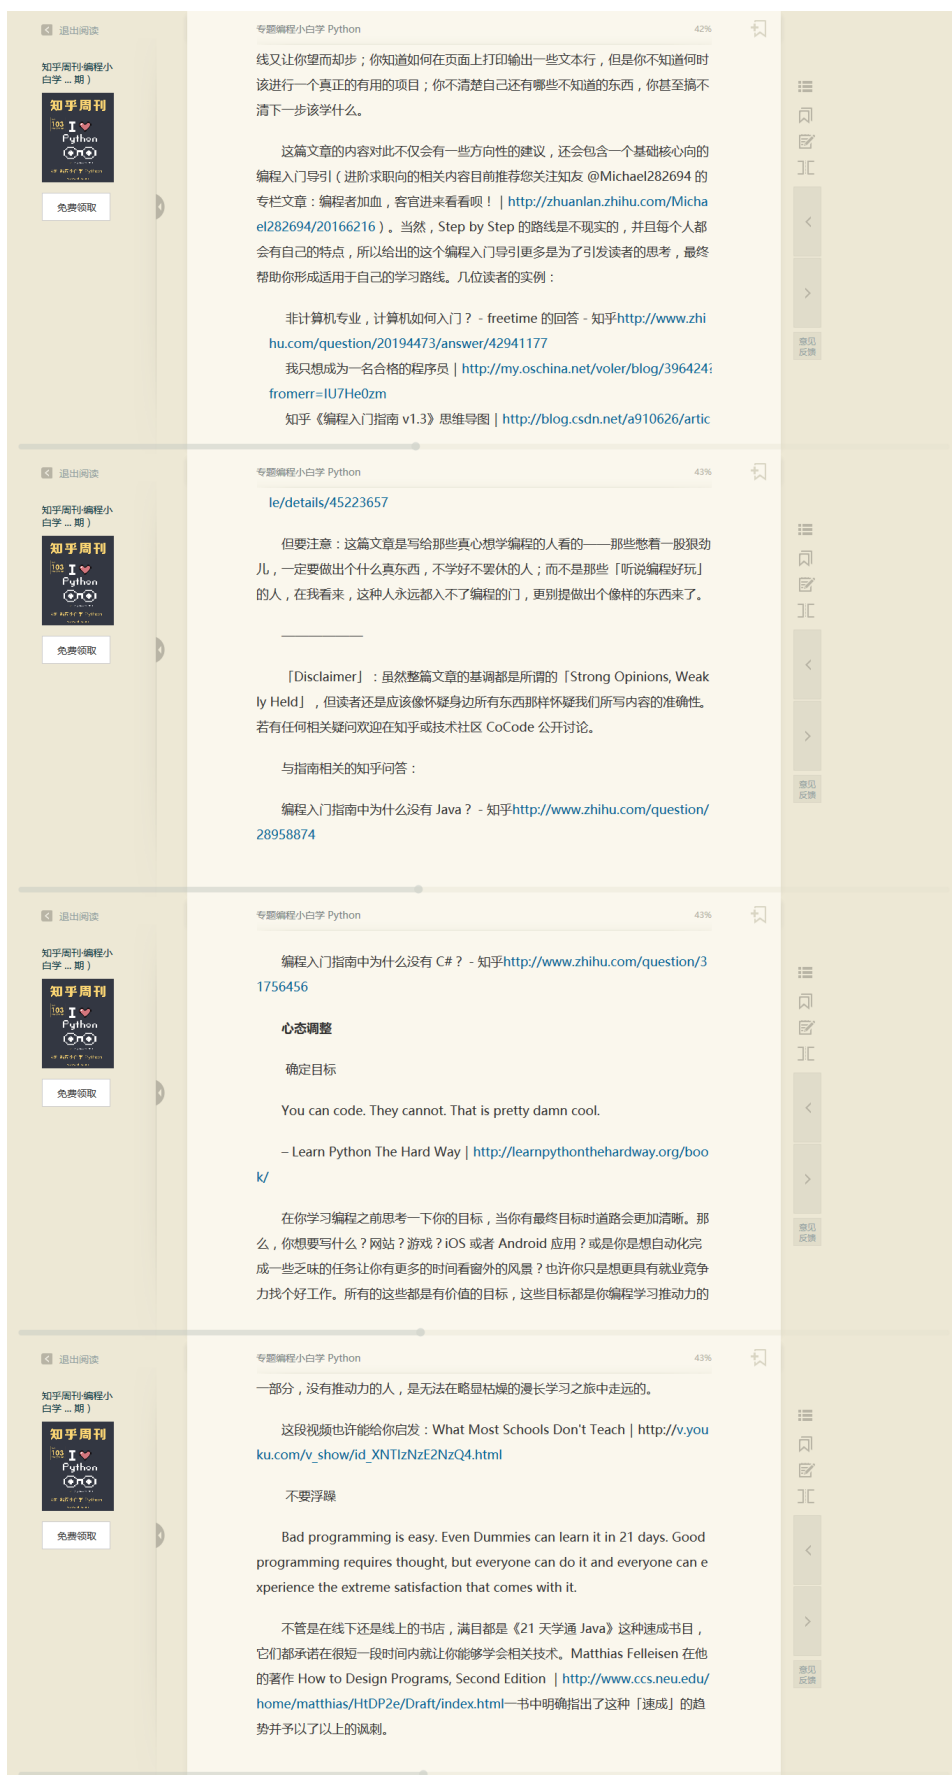 退出阅读
专题编程小白学 Python
42%
知乎周刊·编程小
白学 ... 期）
知乎周刊
103
I
Python
免费领取
线又让你望而却步；你知道如何在页面上打印输出一些文本行，但是你不知道何时
该进行一个真正的有用的项目；你不清楚自己还有哪些不知道的东西，你甚至搞不
清下一步该学什么。
这篇文章的内容对此不仅会有一些方向性的建议，还会包含一个基础核心向的
编程入门导引（进阶求职向的相关内容目前推荐您关注知友 @Michael282694 的
专栏文章：编程者加血，客官进来看看呗！| http://zhuanlan.zhihu.com/Micha
el282694/20166216）。当然，Step by Step 的路线是不现实的，并且每个人都
会有自己的特点，所以给出的这个编程入门导引更多是为了引发读者的思考，最终
帮助你形成适用于自己的学习路线。几位读者的实例：
非计算机专业，计算机如何入门？ - freetime 的回答 - 知乎http://www.zhi
hu.com/question/20194473/answer/42941177
我只想成为一名合格的程序员 | http://my.oschina.net/voler/blog/396424?
fromerr=IU7He0zm
知乎《编程入门指南 v1.3》思维导图 | http://blog.csdn.net/a910626/artic
意见
反馈
退出阅读
专题编程小白学 Python
43%
知乎周刊·编程小
白学 ... 期）
知乎周刊
103
I
Python
免费领取
le/details/45223657
但要注意：这篇文章是写给那些真心想学编程的人看的——那些憋着一股狠劲
儿，一定要做出个什么真东西，不学好不罢休的人；而不是那些「听说编程好玩」
的人，在我看来，这种人永远都入不了编程的门，更别提做出个像样的东西来了。
「Disclaimer」：虽然整篇文章的基调都是所谓的「Strong Opinions, Weak
ly Held」，但读者还是应该像怀疑身边所有东西那样怀疑我们所写内容的准确性。
若有任何相关疑问欢迎在知乎或技术社区 CoCode 公开讨论。
与指南相关的知乎问答：
编程入门指南中为什么没有 Java？ - 知乎http://www.zhihu.com/question/
28958874
意见
反馈
退出阅读
专题编程小白学 Python
43%
知乎周刊·编程小
白学 ... 期）
知乎周刊
103
I
Python
免费领取
编程入门指南中为什么没有 C#？ - 知乎http://www.zhihu.com/question/3
1756456
心态调整
确定目标
You can code. They cannot. That is pretty damn cool.
– Learn Python The Hard Way | http://learnpythonthehardway.org/boo
k/
在你学习编程之前思考一下你的目标，当你有最终目标时道路会更加清晰。那
么，你想要写什么？网站？游戏？iOS 或者 Android 应用？或是你是想自动化完
成一些乏味的任务让你有更多的时间看窗外的风景？也许你只是想更具有就业竞争
力找个好工作。所有的这些都是有价值的目标，这些目标都是你编程学习推动力的
意见
反馈
退出阅读
专题编程小白学 Python
43%
知乎周刊·编程小
白学 ... 期）
知乎周刊
103
I
Python
免费领取
一部分，没有推动力的人，是无法在略显枯燥的漫长学习之旅中走远的。
这段视频也许能给你启发：What Most Schools Don't Teach | http://v.you
ku.com/v_show/id_XNTIzNzE2NzQ4.html
不要浮躁
Bad programming is easy. Even Dummies can learn it in 21 days. Good
programming requires thought, but everyone can do it and everyone can e
xperience the extreme satisfaction that comes with it.
不管是在线下还是线上的书店，满目都是《21 天学通 Java》这种速成书目，
它们都承诺在很短一段时间内就让你能够学会相关技术。Matthias Felleisen 在他
的著作 How to Design Programs, Second Edition | http://www.ccs.neu.edu/
home/matthias/HtDP2e/Draft/index.html一书中明确指出了这种「速成」的趋
势并予以了以上的讽刺。
意见
反馈